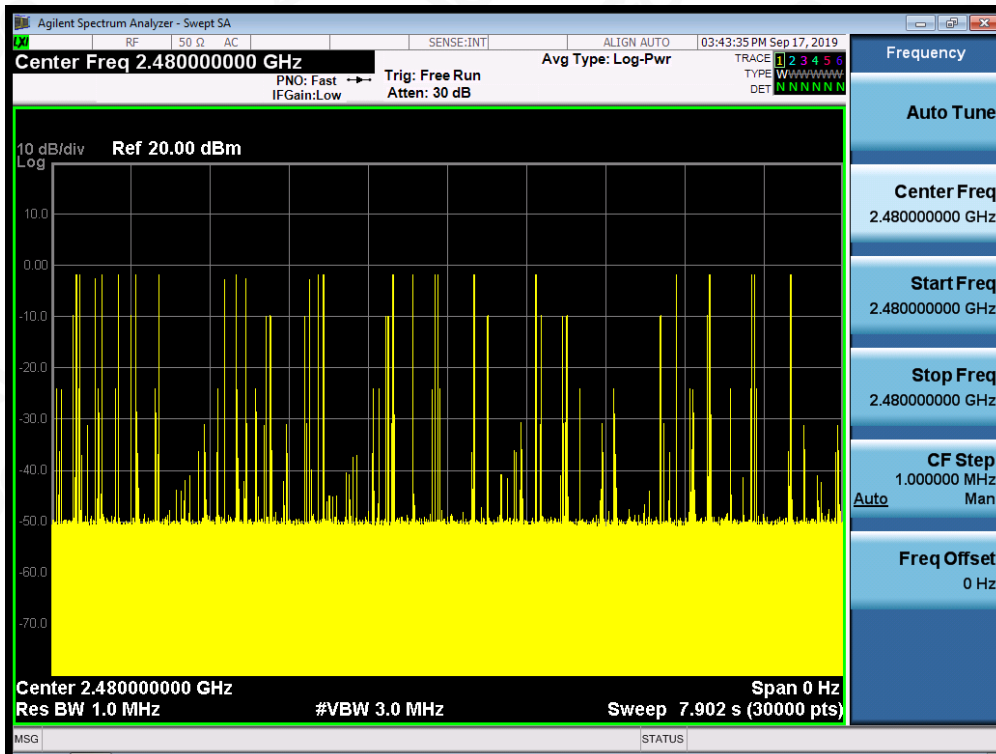 Agilent Spectrum Analyzer - Swept SA
LXI RF 50 Ω AC SENSE:INT ALIGN AUTO 03:43:35 PM Sep 17, 2019
Center Freq 2.480000000 GHz
PNO: Fast
IFGain:Low
Trig: Free Run
Atten: 30 dB
Avg Type: Log-Pwr
TRACE 1 2 3 4 5 6
TYPE WWWWWWW
DET N N N N N N
10 dB/div Ref 20.00 dBm
Log
10.0
0.00
-10.0
-20.0
-30.0
-40.0
-50.0
-60.0
-70.0
Center 2.480000000 GHz Span 0 Hz
Res BW 1.0 MHz #VBW 3.0 MHz Sweep 7.902 s (30000 pts)
MSG STATUS
Frequency
Auto Tune
Center Freq
2.480000000 GHz
Start Freq
2.480000000 GHz
Stop Freq
2.480000000 GHz
CF Step
1.000000 MHz
Auto Man
Freq Offset
0 Hz